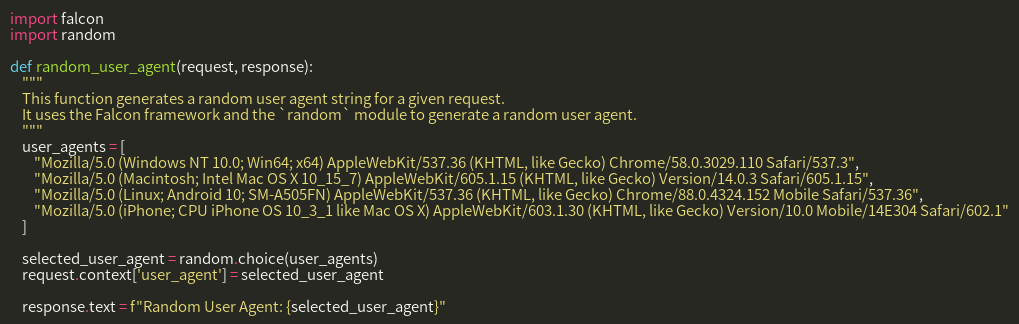 import falcon
import random

def random_user_agent(request, response):
    """
    This function generates a random user agent string for a given request.
    It uses the Falcon framework and the `random` module to generate a random user agent.
    """
    user_agents = [
        "Mozilla/5.0 (Windows NT 10.0; Win64; x64) AppleWebKit/537.36 (KHTML, like Gecko) Chrome/58.0.3029.110 Safari/537.3",
        "Mozilla/5.0 (Macintosh; Intel Mac OS X 10_15_7) AppleWebKit/605.1.15 (KHTML, like Gecko) Version/14.0.3 Safari/605.1.15",
        "Mozilla/5.0 (Linux; Android 10; SM-A505FN) AppleWebKit/537.36 (KHTML, like Gecko) Chrome/88.0.4324.152 Mobile Safari/537.36",
        "Mozilla/5.0 (iPhone; CPU iPhone OS 10_3_1 like Mac OS X) AppleWebKit/603.1.30 (KHTML, like Gecko) Version/10.0 Mobile/14E304 Safari/602.1"
    ]

    selected_user_agent = random.choice(user_agents)
    request.context['user_agent'] = selected_user_agent

    response.text = f"Random User Agent: {selected_user_agent}"